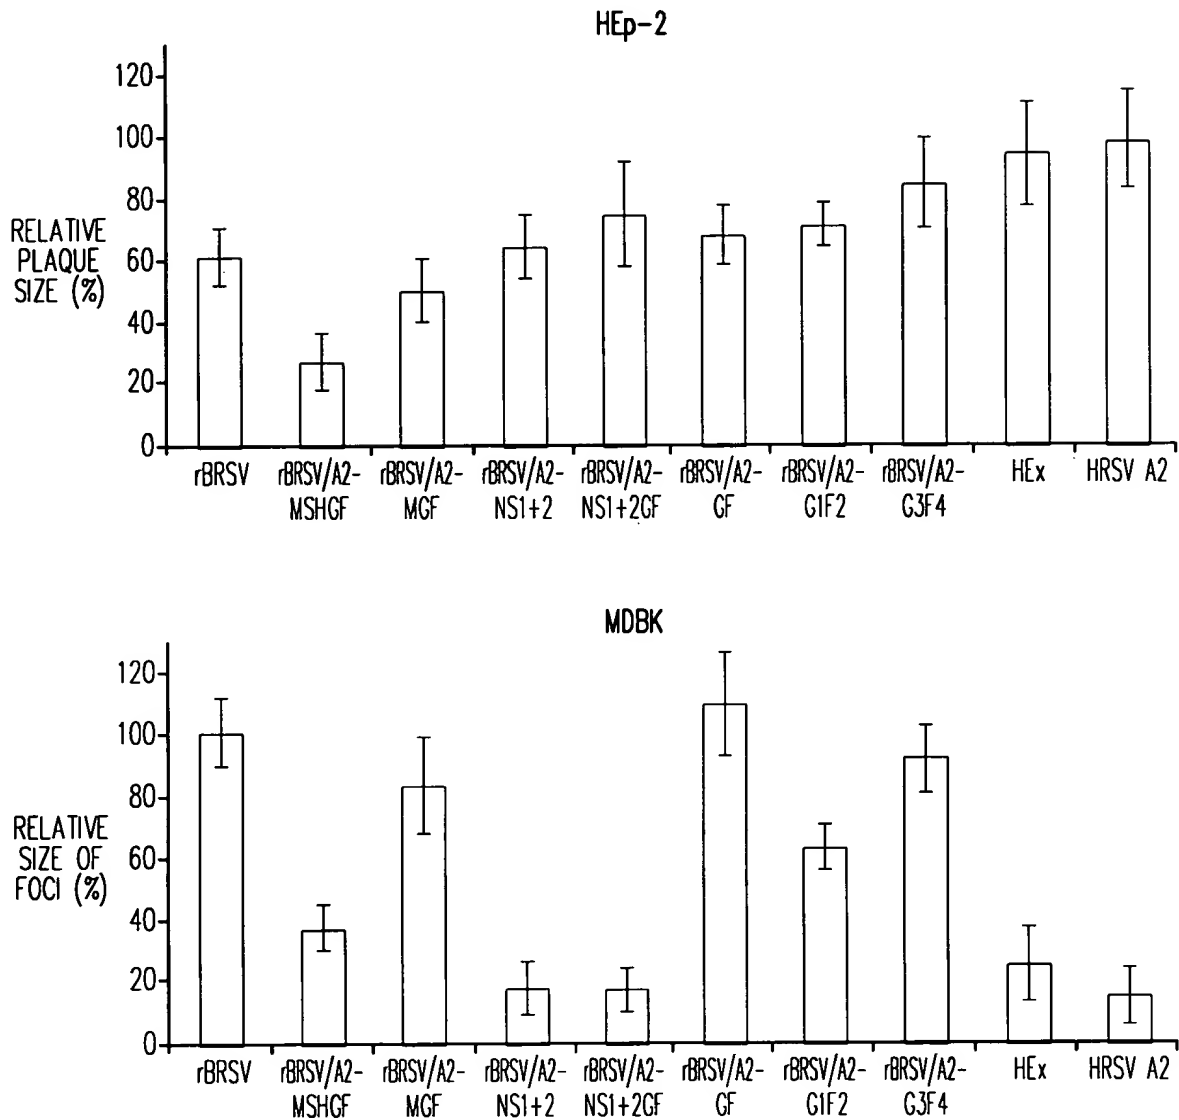 HEp-2
120
100
80
60
40
20
0
RELATIVE
PLAQUE
SIZE (%)
rBRSV
rBRSV/A2-
MSHGF
rBRSV/A2-
MGF
rBRSV/A2-
NS1+2
rBRSV/A2-
NS1+2GF
rBRSV/A2-
GF
rBRSV/A2-
G1F2
rBRSV/A2-
G3F4
HEx
HRSV A2
MDBK
120
100
80
60
40
20
0
RELATIVE
SIZE OF
FOCI (%)
rBRSV
rBRSV/A2-
MSHGF
rBRSV/A2-
MGF
rBRSV/A2-
NS1+2
rBRSV/A2-
NS1+2GF
rBRSV/A2-
GF
rBRSV/A2-
G1F2
rBRSV/A2-
G3F4
HEx
HRSV A2